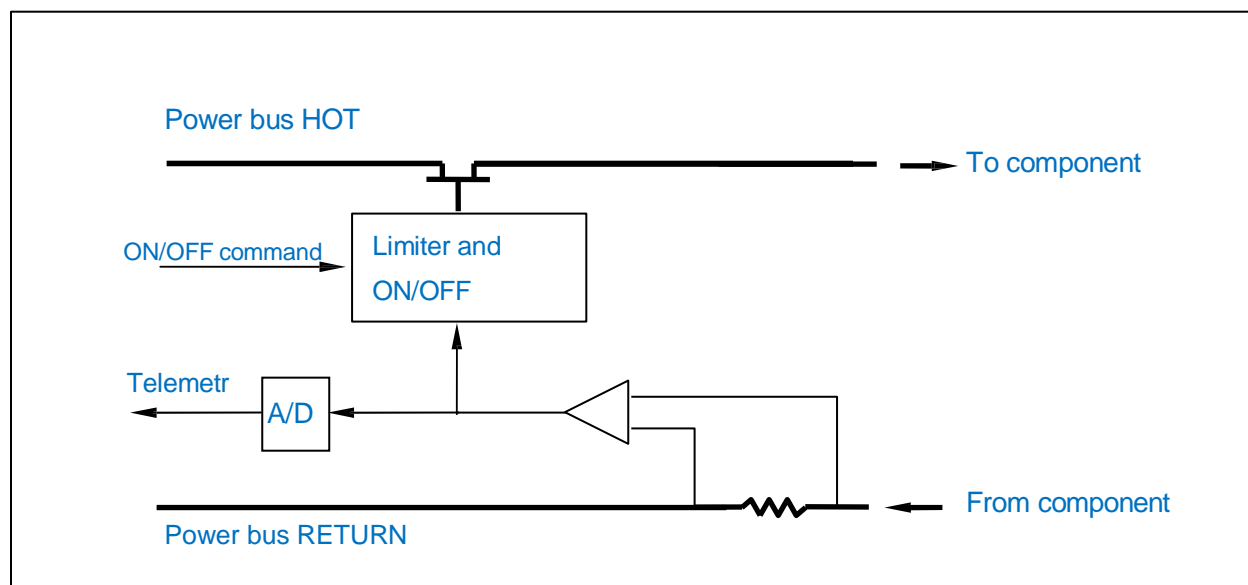 Power bus HOT
To component
ON/OFF command
Limiter and
ON/OFF
Telemetr
A/D
From component
Power bus RETURN